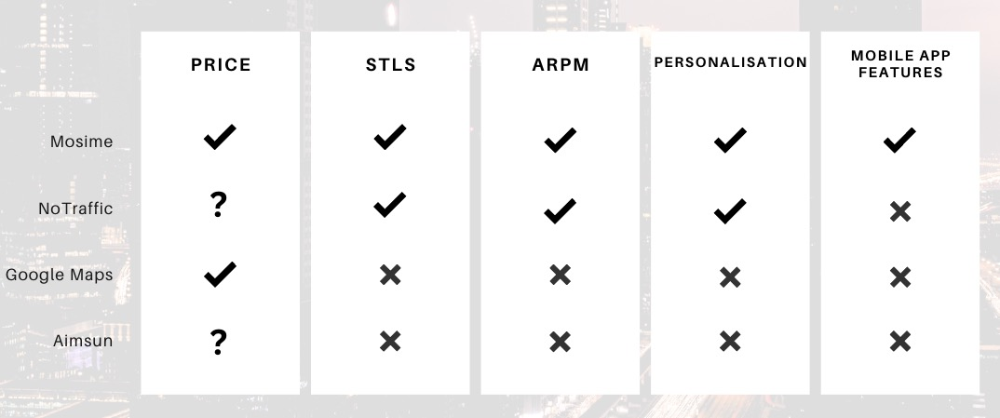 PRICE STLS ARPM PERSONALISATION MOBILE APP
FEATURES
Mosime ✔ ✔ ✔ ✔ ✔
NoTraffic ? ✔ ✔ ✔ ✖
Google Maps ✔ ✖ ✖ ✖ ✖
Aimsun ? ✖ ✖ ✖ ✖